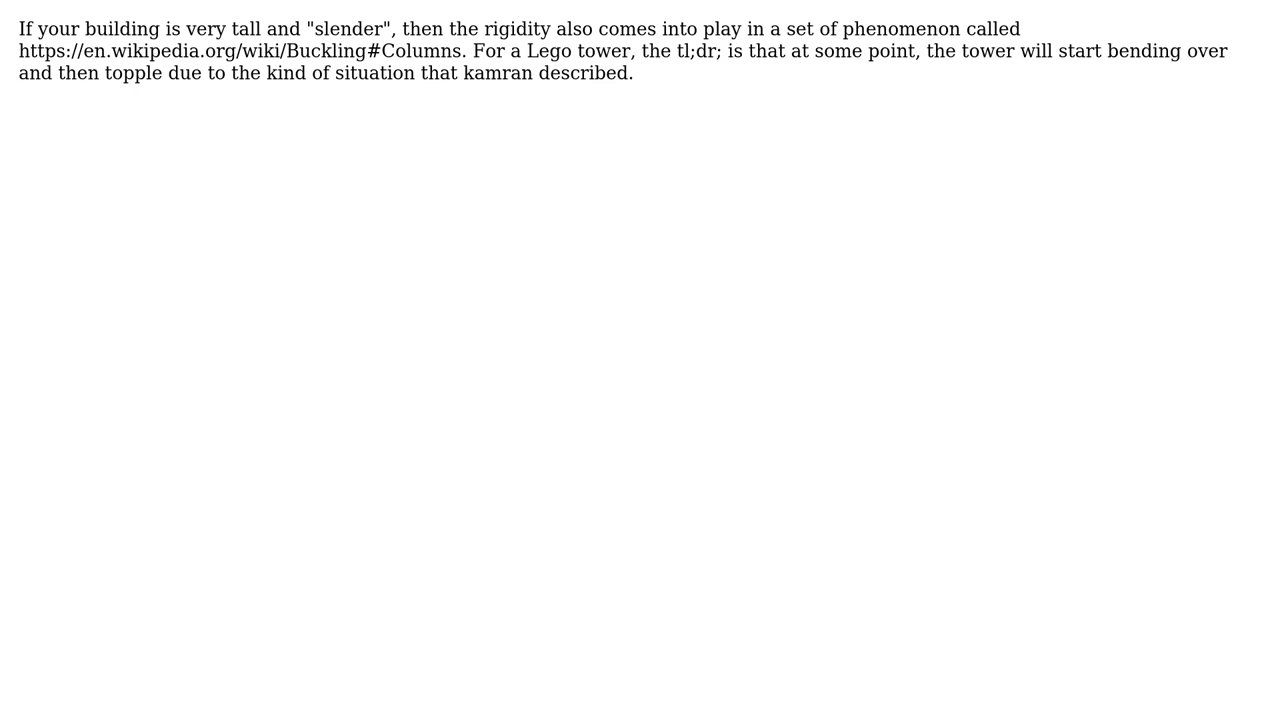 If your building is very tall and "slender", then the rigidity also comes into play in a set of phenomenon called
https://en.wikipedia.org/wiki/Buckling#Columns. For a Lego tower, the tl;dr; is that at some point, the tower will start bending over
and then topple due to the kind of situation that kamran described.